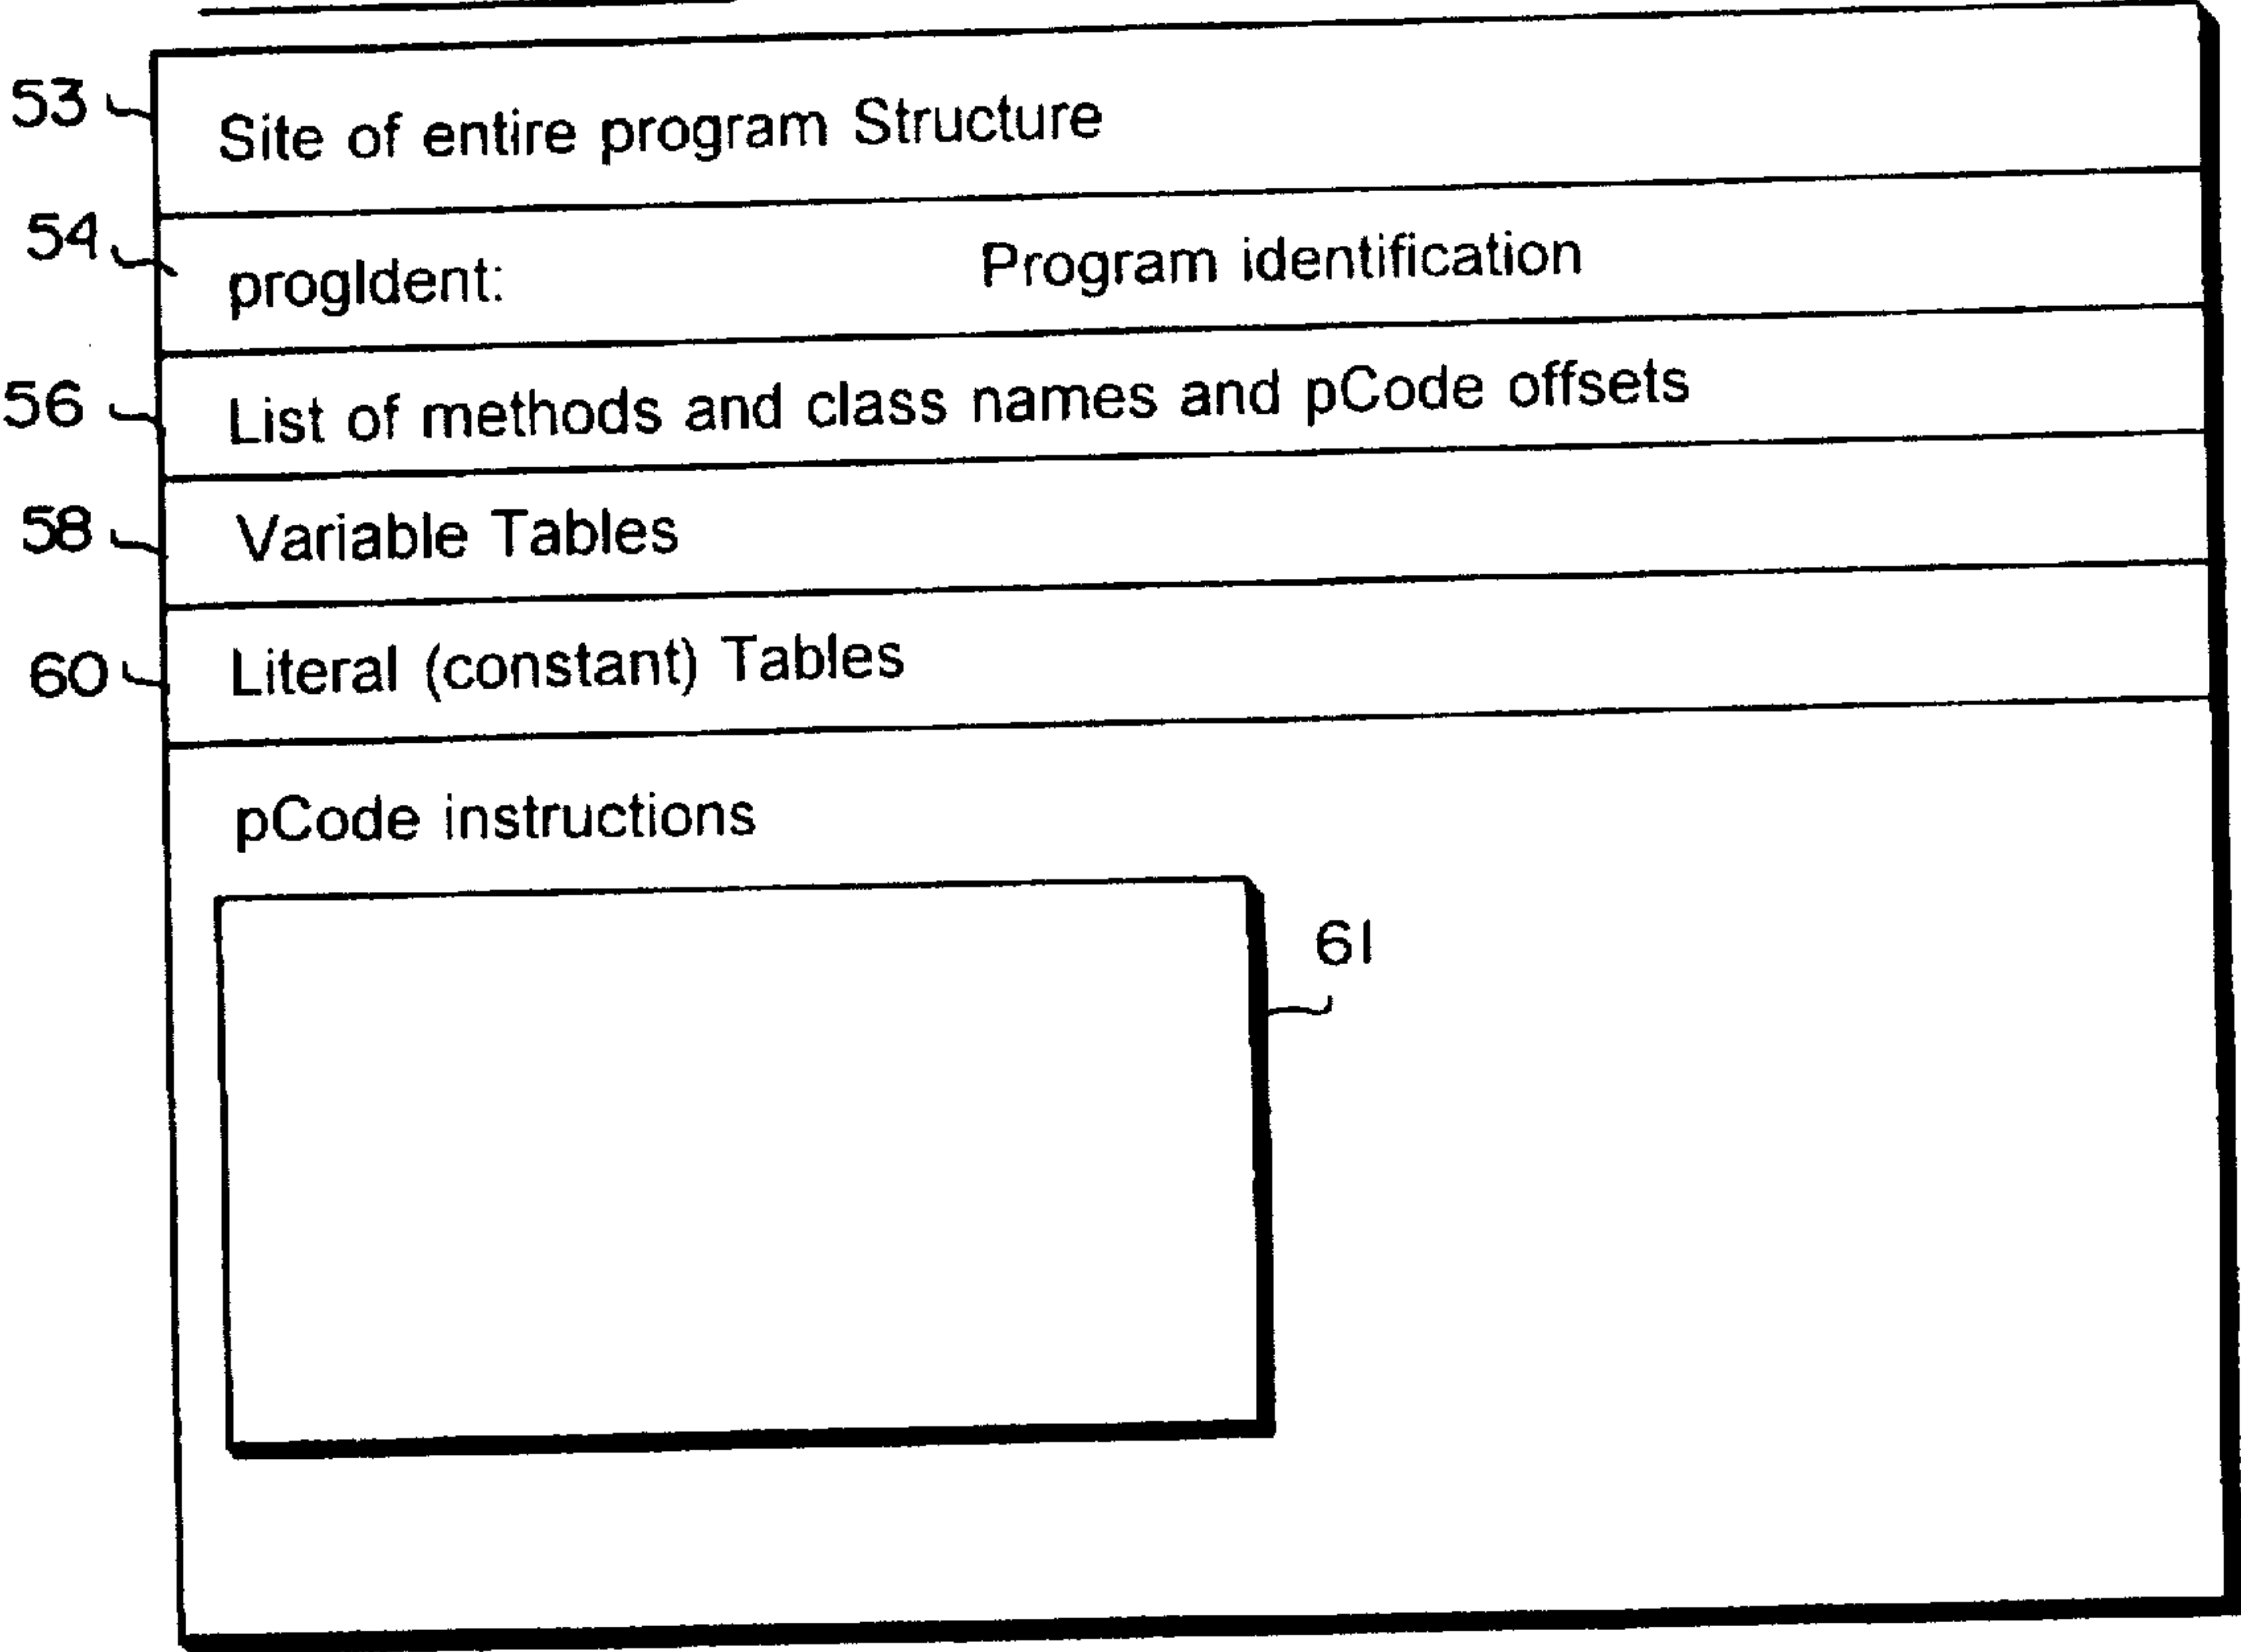 53 Site of entire program Structure
54 progIdent: Program identification
56 List of methods and class names and pCode offsets
58 Variable Tables
60 Literal (constant) Tables
pCode instructions
61